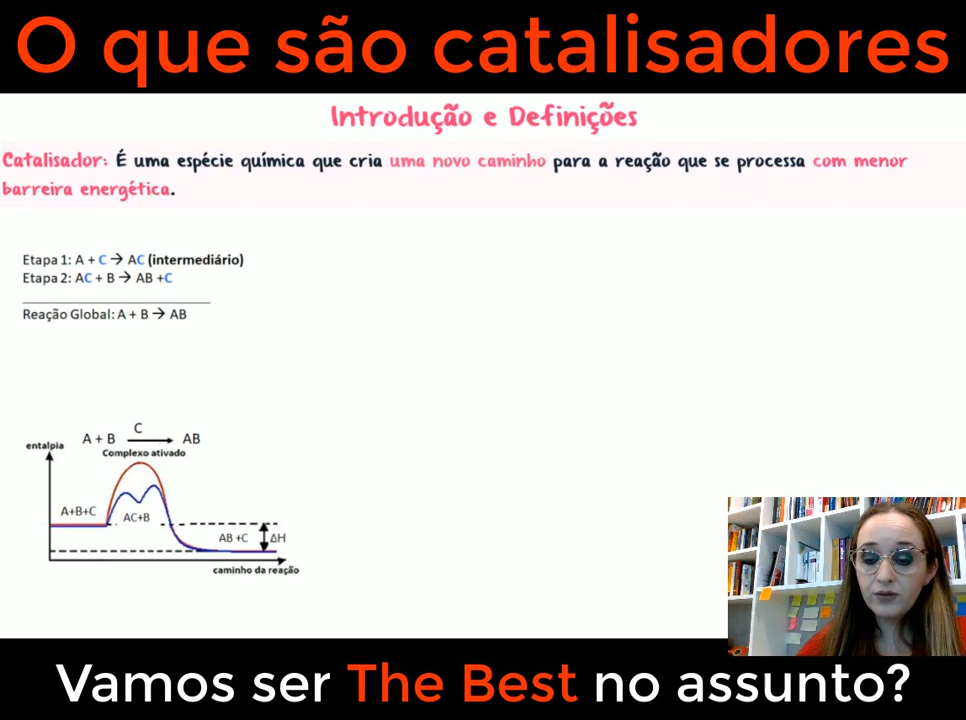 O que são catalisadores
Introdução e Definições
Catalisador: É uma espécie química que cria uma novo caminho para a reação que se processa com menor
barreira energética.
Etapa 1: A + C → AC (intermediário)
Etapa 2: AC + B → AB +C
Reação Global: A + B → AB
C
A + B → AB
entalpia
Complexo ativado
A+B+C
AC+B
AB +C
ΔH
caminho da reação
Vamos ser The Best no assunto?